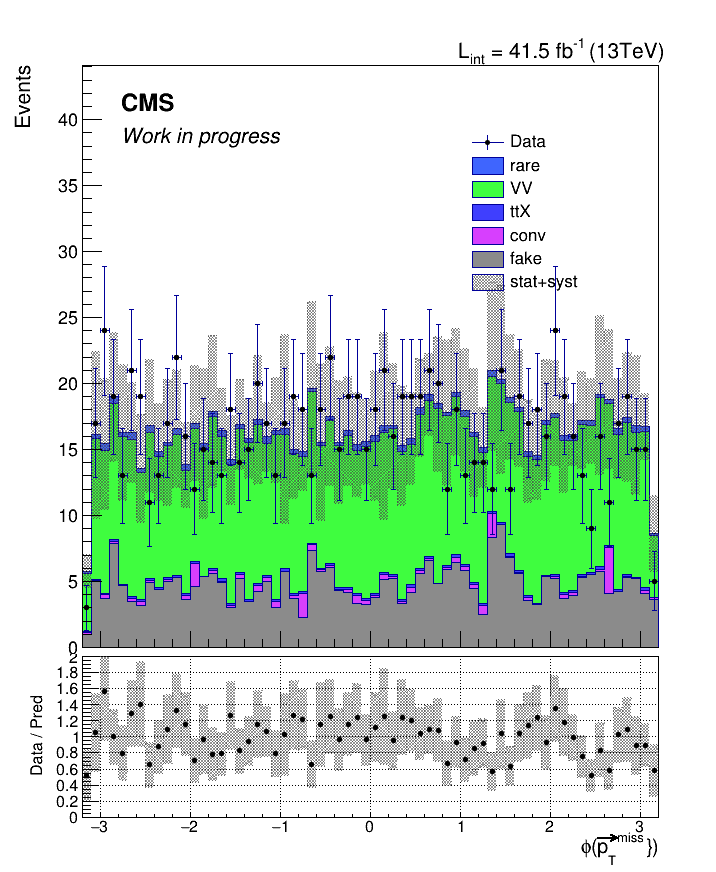 L_int = 41.5 fb^-1 (13TeV)
Events
CMS
Work in progress
Data
rare
VV
ttX
conv
fake
stat+syst
40
35
30
25
20
15
10
5
0
Data / Pred
2
1.8
1.6
1.4
1.2
1
0.8
0.6
0.4
0.2
0
−3 −2 −1 0 1 2 3
ϕ(p_T^miss })